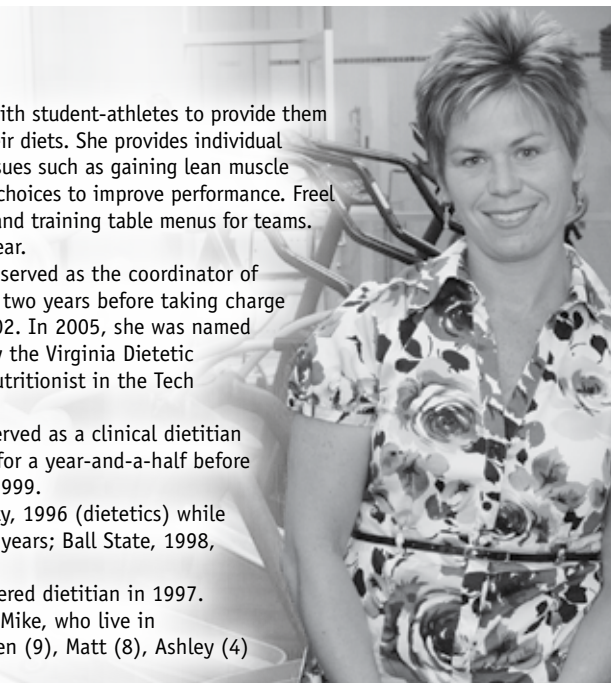 ith student-athletes to provide them
eir diets. She provides individual
sues such as gaining lean muscle
choices to improve performance. Freel
and training table menus for teams.
ear.
served as the coordinator of
two years before taking charge
02. In 2005, she was named
y the Virginia Dietetic
utritionist in the Tech
erved as a clinical dietitian
for a year-and-a-half before
1999.
ty, 1996 (dietetics) while
years; Ball State, 1998,
ered dietitian in 1997.
Mike, who live in
en (9), Matt (8), Ashley (4)